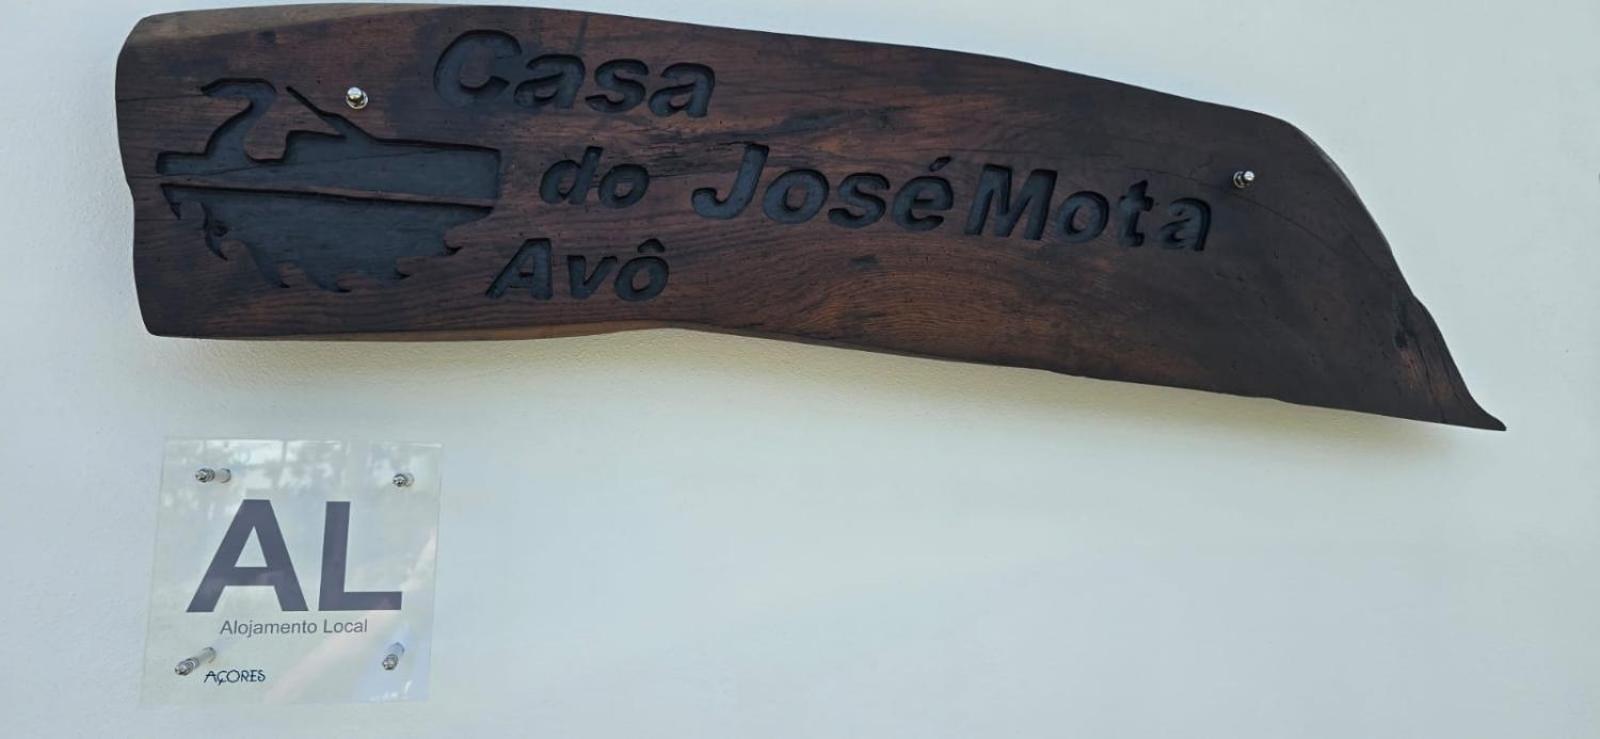 Casa
do José Mota
Avô
AL
Alojamento Local
AÇORES